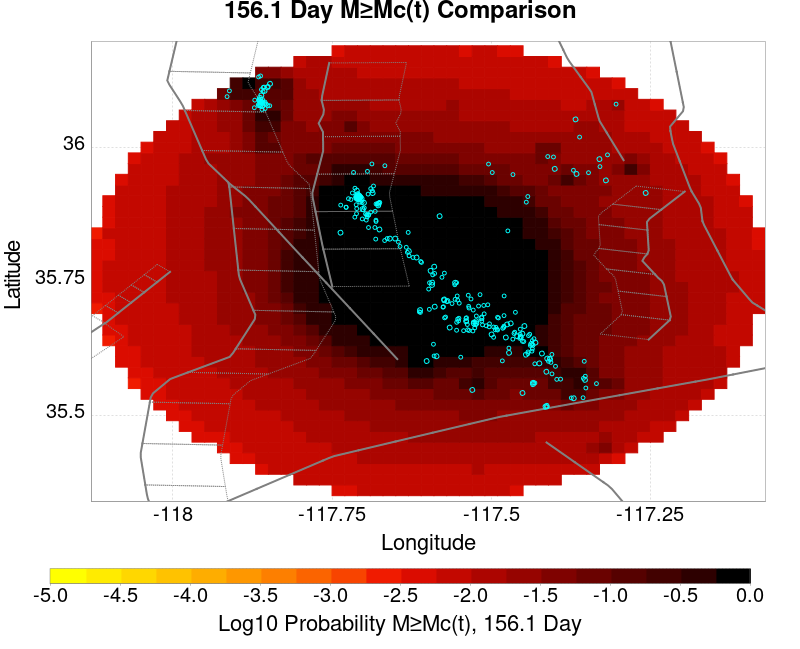 156.1 Day M≥Mc(t) Comparison
36
35.75
35.5
Latitude
-118 -117.75 -117.5 -117.25
Longitude
-5.0 -4.5 -4.0 -3.5 -3.0 -2.5 -2.0 -1.5 -1.0 -0.5 0.0
Log10 Probability M≥Mc(t), 156.1 Day